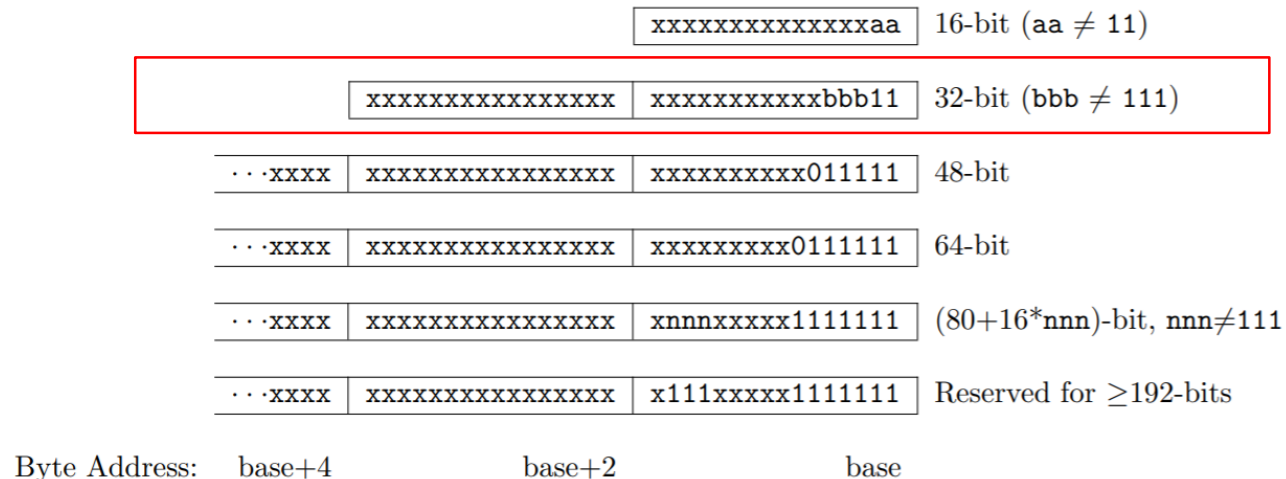 xxxxxxxxxxxxxxaa 16-bit (aa ≠ 11)
xxxxxxxxxxxxxxxx xxxxxxxxxxxbbb11 32-bit (bbb ≠ 111)
···xxxx xxxxxxxxxxxxxxxx xxxxxxxxxx011111 48-bit
···xxxx xxxxxxxxxxxxxxxx xxxxxxxxx0111111 64-bit
···xxxx xxxxxxxxxxxxxxxx xnnnxxxxx1111111 (80+16*nnn)-bit, nnn≠111
···xxxx xxxxxxxxxxxxxxxx x111xxxxx1111111 Reserved for ≥192-bits
Byte Address: base+4 base+2 base